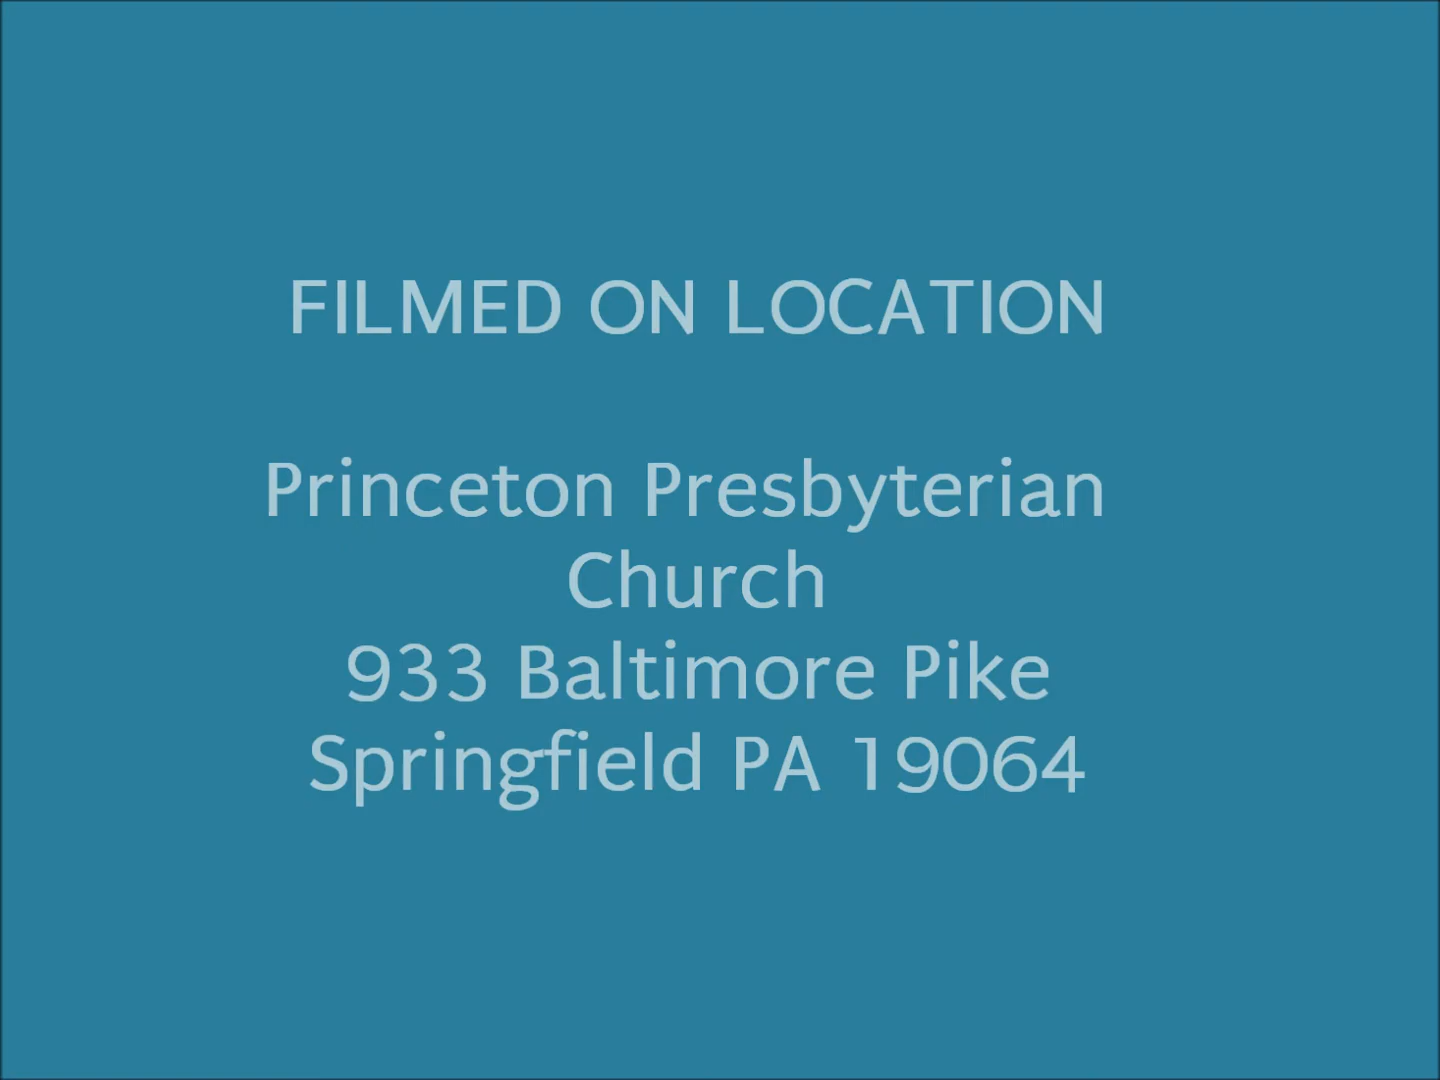 FILMED ON LOCATION
Princeton Presbyterian
Church
933 Baltimore Pike
Springfield PA 19064